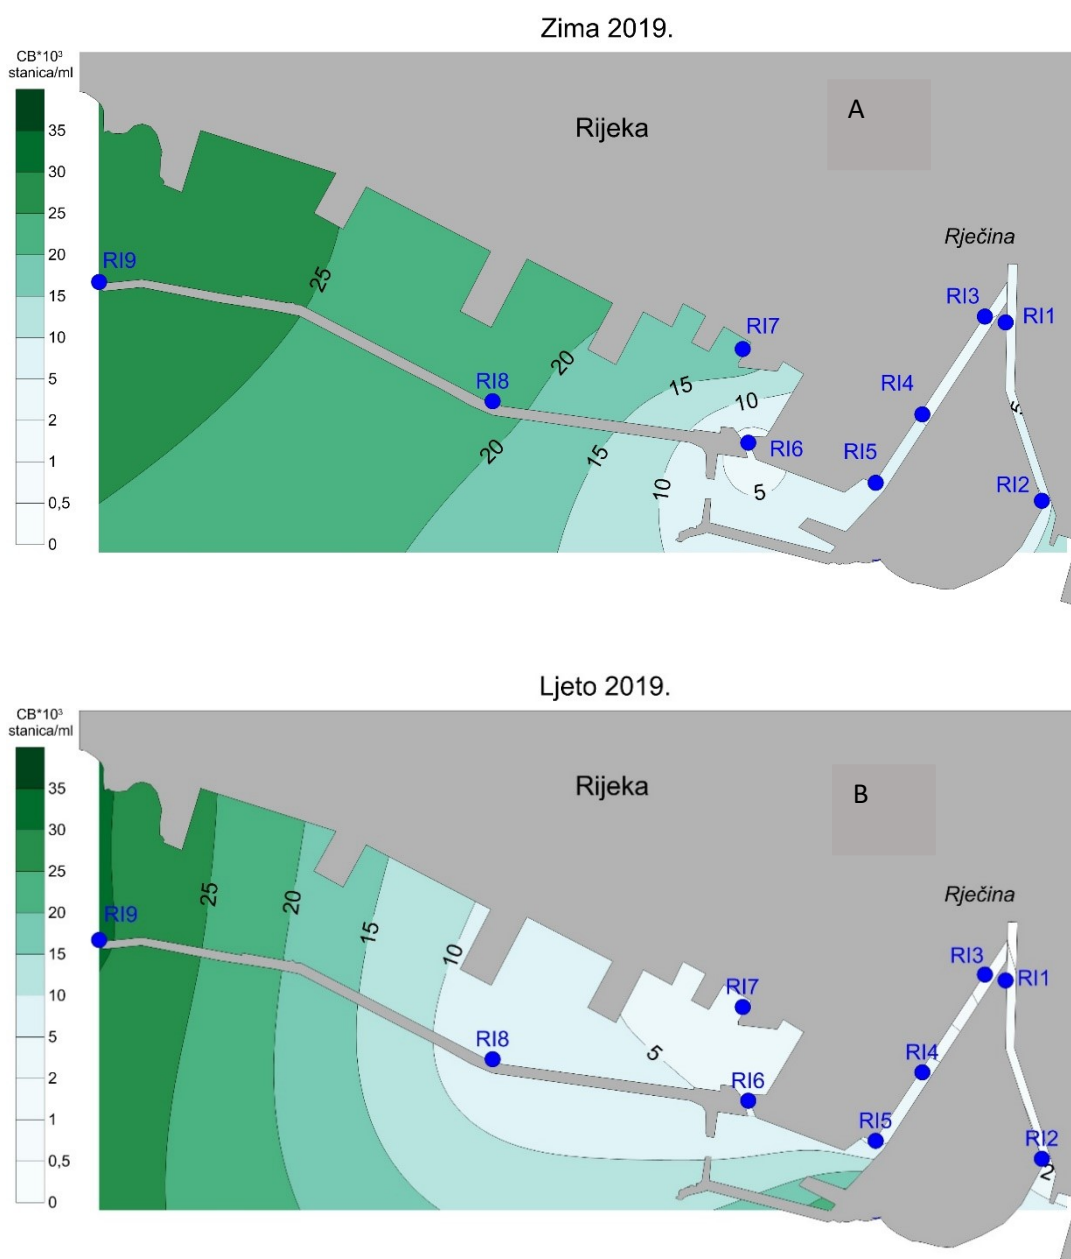 Zima 2019.
CB*10³
stanica/ml
35
30
25
20
15
10
5
2
1
0,5
0
Rijeka
A
Rječina
RI9
RI8
RI7
RI6
RI5
RI4
RI3
RI1
RI2
25
20
20
15
15
10
10
5
5
Ljeto 2019.
CB*10³
stanica/ml
35
30
25
20
15
10
5
2
1
0,5
0
Rijeka
B
Rječina
RI9
RI8
RI7
RI6
RI5
RI4
RI3
RI1
RI2
25
20
15
10
5
2